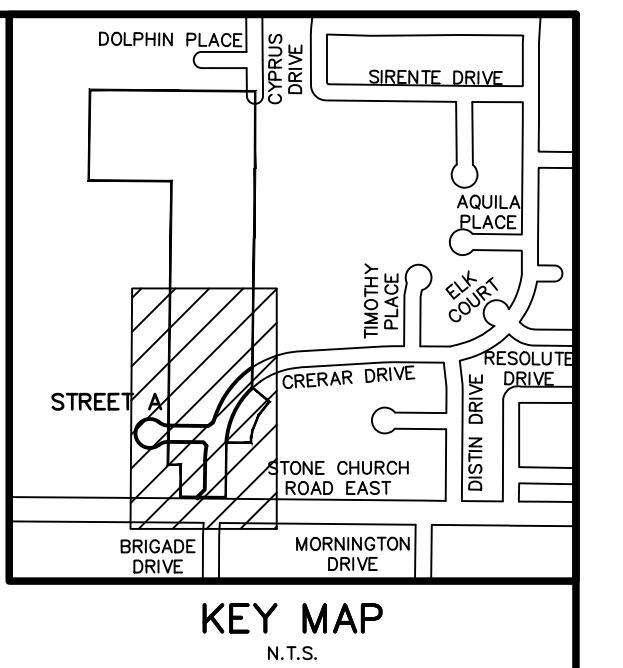 DOLPHIN PLACE
CYPRUS
DRIVE
SIRENTE DRIVE
AQUILA
PLACE
TIMOTHY
PLACE
ELK
COURT
RESOLUTE
DRIVE
CRERAR DRIVE
STREET A
DISTIN DRIVE
STONE CHURCH
ROAD EAST
BRIGADE
DRIVE
MORNINGTON
DRIVE
KEY MAP
N.T.S.